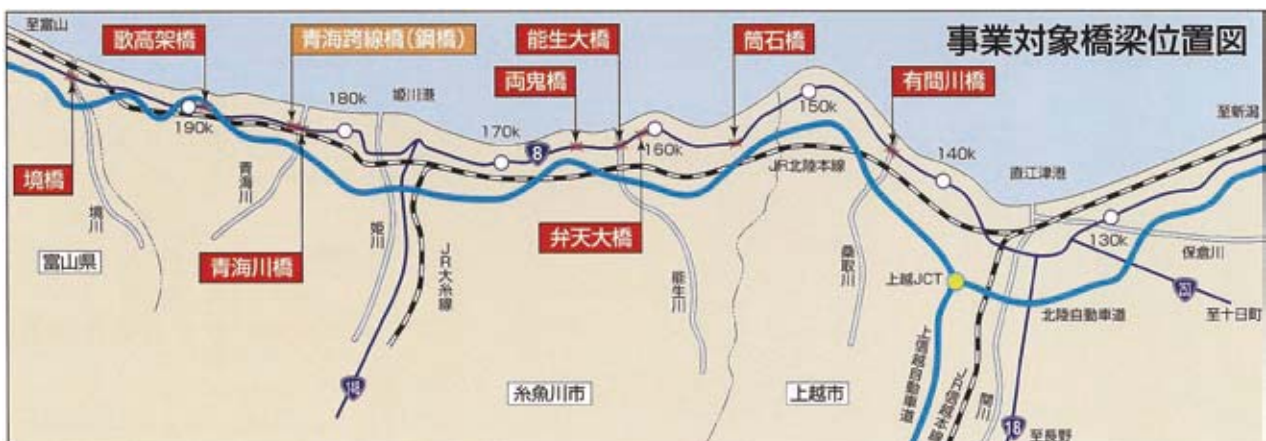 事業対象橋梁位置図
至富山
歌高架橋
青海跨線橋(鋼橋)
能生大橋
筒石橋
両鬼橋
有間川橋
境橋
青海川橋
弁天大橋
190k
180k
170k
160k
150k
140k
130k
姫川港
直江津港
至新潟
8
JR北陸本線
境川
青海川
姫川
JR大糸線
能生川
桑取川
保倉川
関川
富山県
糸魚川市
上越市
上越JCT
北陸自動車道
上信越自動車道
JR信越本線
148
253
18
至十日町
至長野